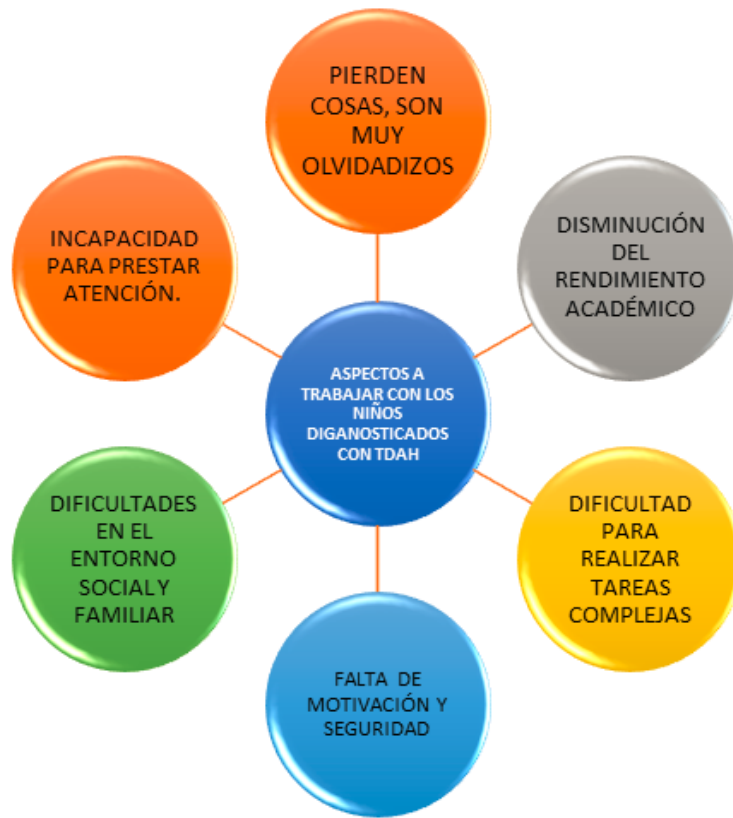 PIERDEN
COSAS, SON
MUY
OLVIDADIZOS
DISMINUCIÓN
DEL
RENDIMIENTO
ACADÉMICO
INCAPACIDAD
PARA PRESTAR
ATENCIÓN.
ASPECTOS A
TRABAJAR CON LOS
NIÑOS
DIGANOSTICADOS
CON TDAH
DIFICULTADES
EN EL
ENTORNO
SOCIAL Y
FAMILIAR
DIFICULTAD
PARA
REALIZAR
TAREAS
COMPLEJAS
FALTA DE
MOTIVACIÓN Y
SEGURIDAD